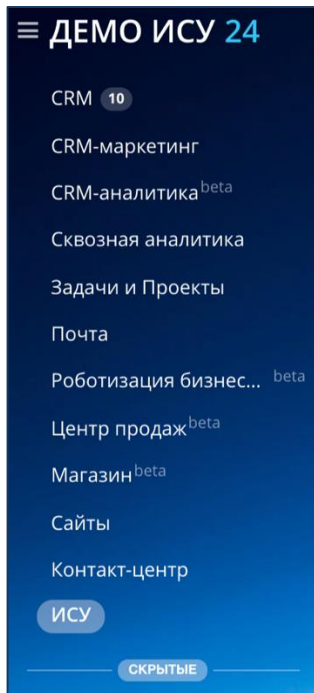 ДЕМО ИСУ 24
CRM 10
CRM-маркетинг
CRM-аналитика beta
Сквозная аналитика
Задачи и Проекты
Почта
Роботизация бизнес... beta
Центр продаж beta
Магазин beta
Сайты
Контакт-центр
ИСУ
СКРЫТЫЕ